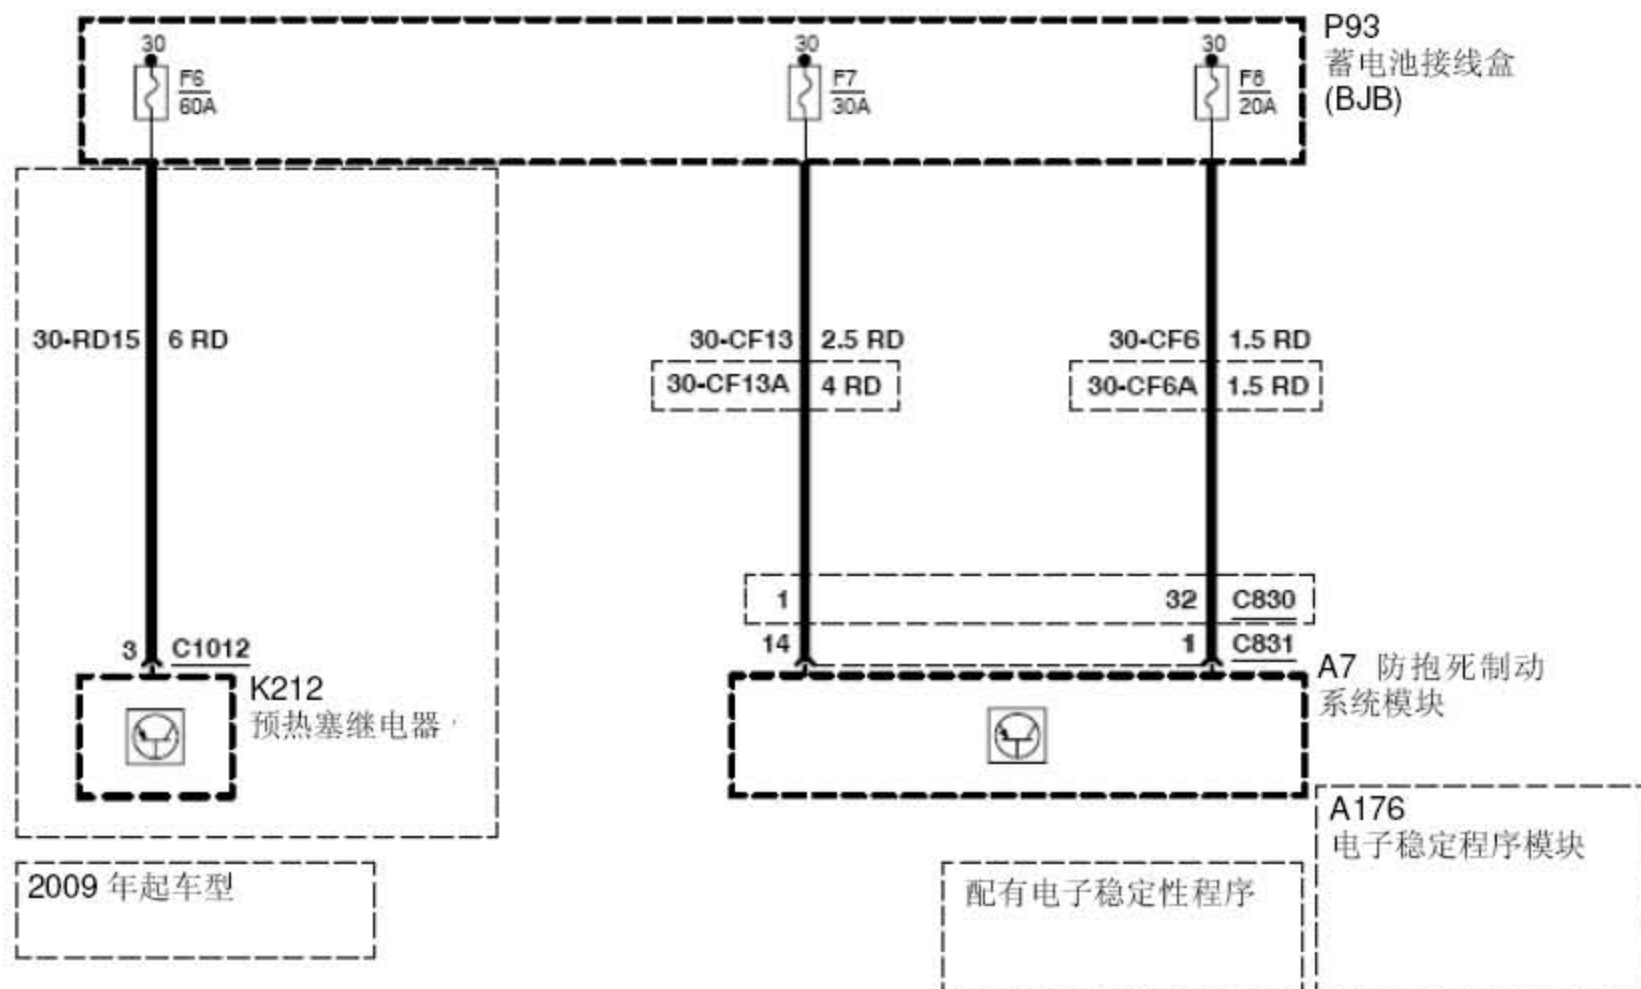 P93
蓄电池接线盒
(BJB)
30
F6
60A
30
F7
30A
30
F8
20A
30-RD15 6 RD
30-CF13 2.5 RD
30-CF13A 4 RD
30-CF6 1.5 RD
30-CF6A 1.5 RD
1 32 C830
14 1 C831
3 C1012
K212
预热塞继电器
A7 防抱死制动
系统模块
A176
电子稳定程序模块
2009 年起车型
配有电子稳定性程序